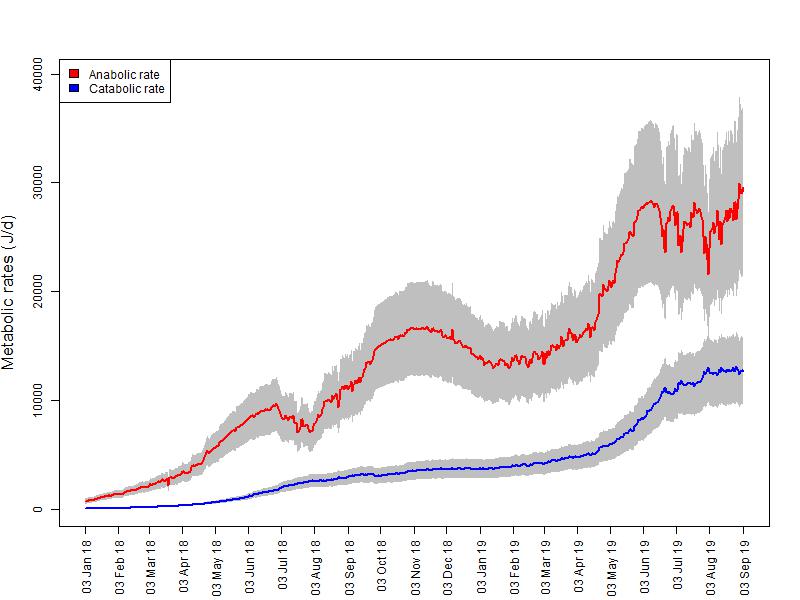 Anabolic rate
Catabolic rate
Metabolic rates (J/d)
40000
30000
20000
10000
0
03 Jan 18
03 Feb 18
03 Mar 18
03 Apr 18
03 May 18
03 Jun 18
03 Jul 18
03 Aug 18
03 Sep 18
03 Oct 18
03 Nov 18
03 Dec 18
03 Jan 19
03 Feb 19
03 Mar 19
03 Apr 19
03 May 19
03 Jun 19
03 Jul 19
03 Aug 19
03 Sep 19